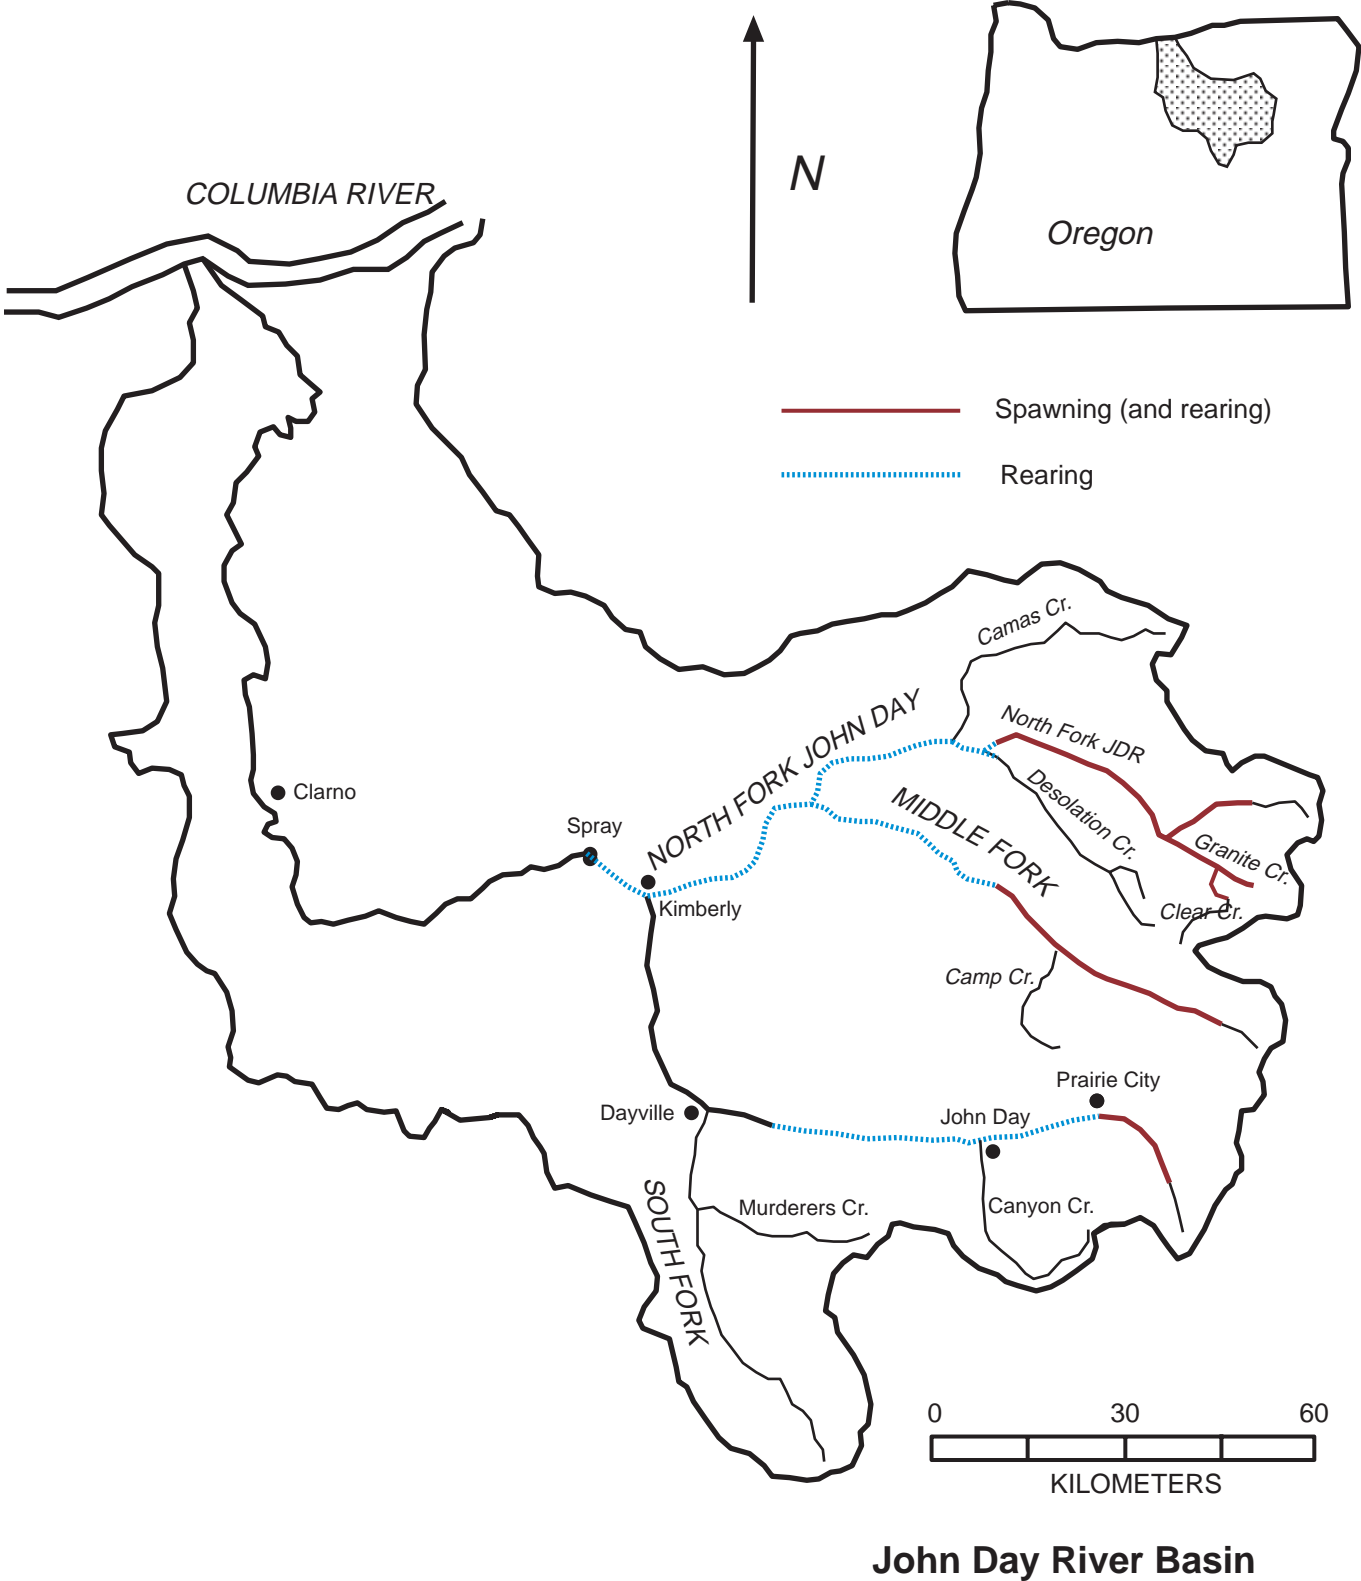 COLUMBIA RIVER
N
Oregon
Spawning (and rearing)
Rearing
Camas Cr.
NORTH FORK JOHN DAY
North Fork JDR
Desolation Cr.
MIDDLE FORK
Granite Cr.
Clear Cr.
Clarno
Spray
Kimberly
Camp Cr.
Prairie City
Dayville
John Day
SOUTH FORK
Murderers Cr.
Canyon Cr.
0 30 60
KILOMETERS
John Day River Basin